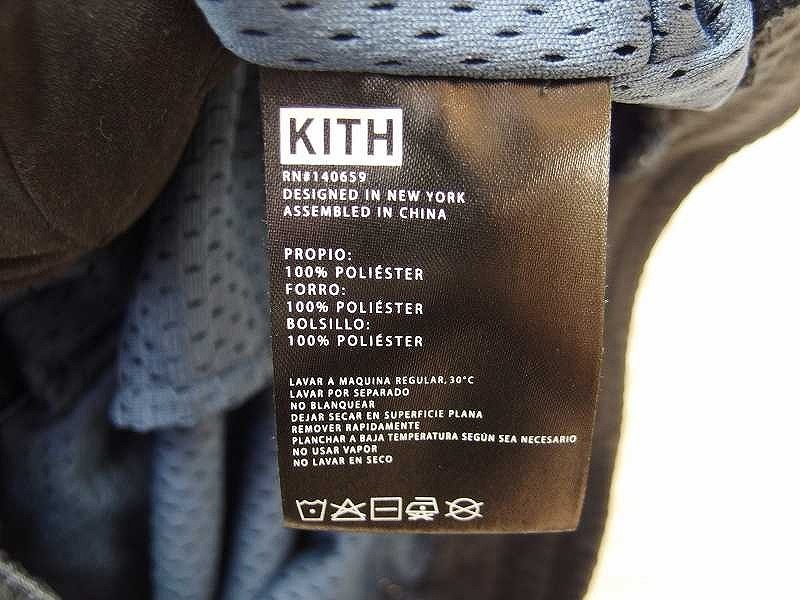 KITH
RN#140659
DESIGNED IN NEW YORK
ASSEMBLED IN CHINA
PROPIO:
100% POLIÉSTER
FORRO:
100% POLIÉSTER
BOLSILLO:
100% POLIÉSTER
LAVAR A MAQUINA REGULAR, 30°C
LAVAR POR SEPARADO
NO BLANQUEAR
DEJAR SECAR EN SUPERFICIE PLANA
REMOVER RAPIDAMENTE
PLANCHAR A BAJA TEMPERATURA SEGÚN SEA NECESARIO
NO USAR VAPOR
NO LAVAR EN SECO